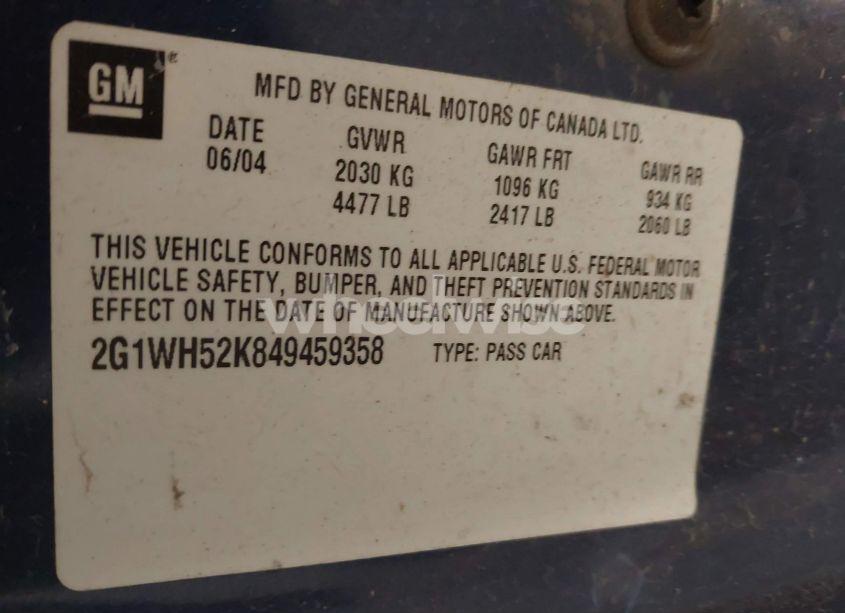 GM
MFD BY GENERAL MOTORS OF CANADA LTD.
DATE GVWR GAWR FRT GAWR RR
06/04 2030 KG 1096 KG 934 KG
4477 LB 2417 LB 2060 LB
THIS VEHICLE CONFORMS TO ALL APPLICABLE U.S. FEDERAL MOTOR
VEHICLE SAFETY, BUMPER, AND THEFT PREVENTION STANDARDS IN
EFFECT ON THE DATE OF MANUFACTURE SHOWN ABOVE.
2G1WH52K849459358 TYPE: PASS CAR